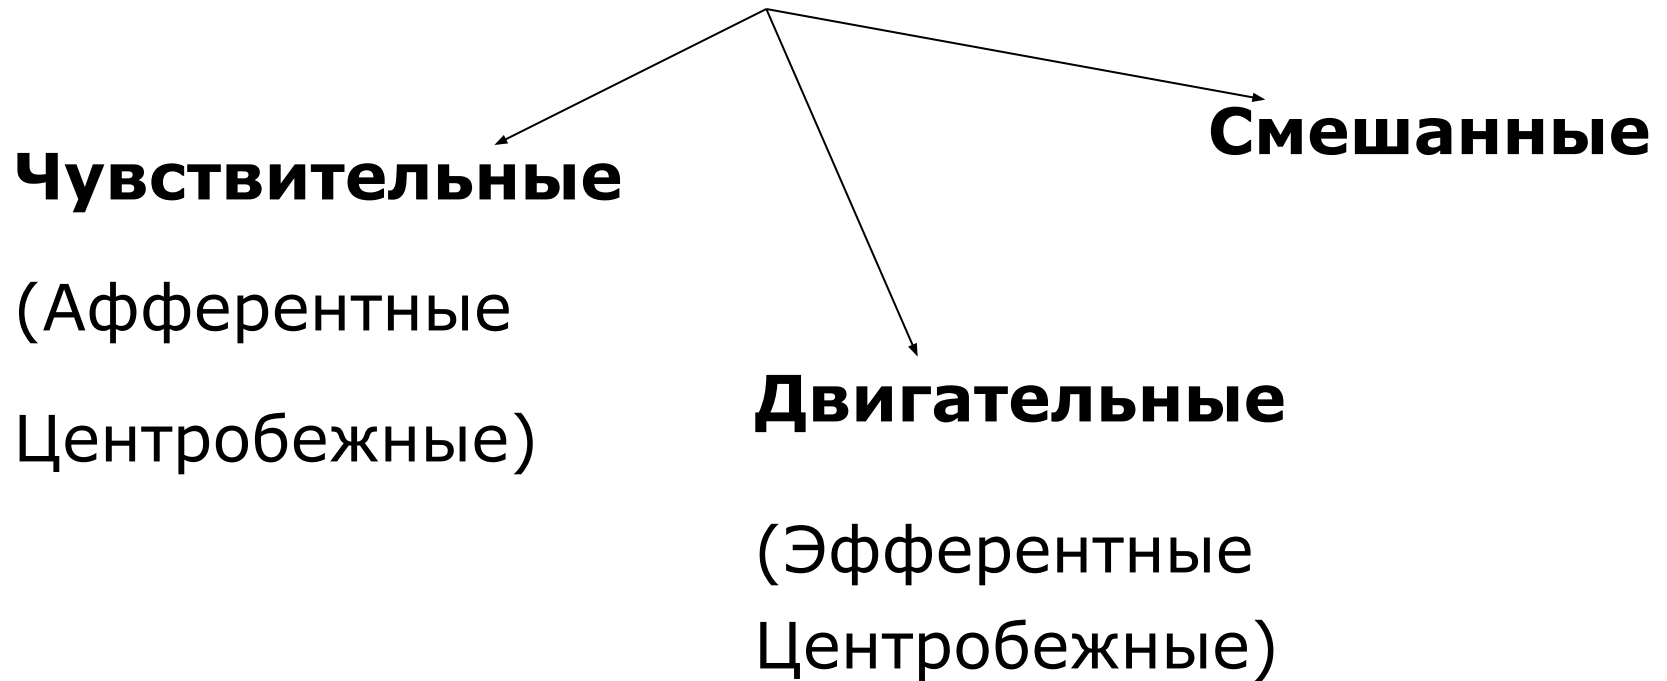 Чувствительные
(Афферентные
Центробежные)
Двигательные
(Эфферентные
Центробежные)
Смешанные